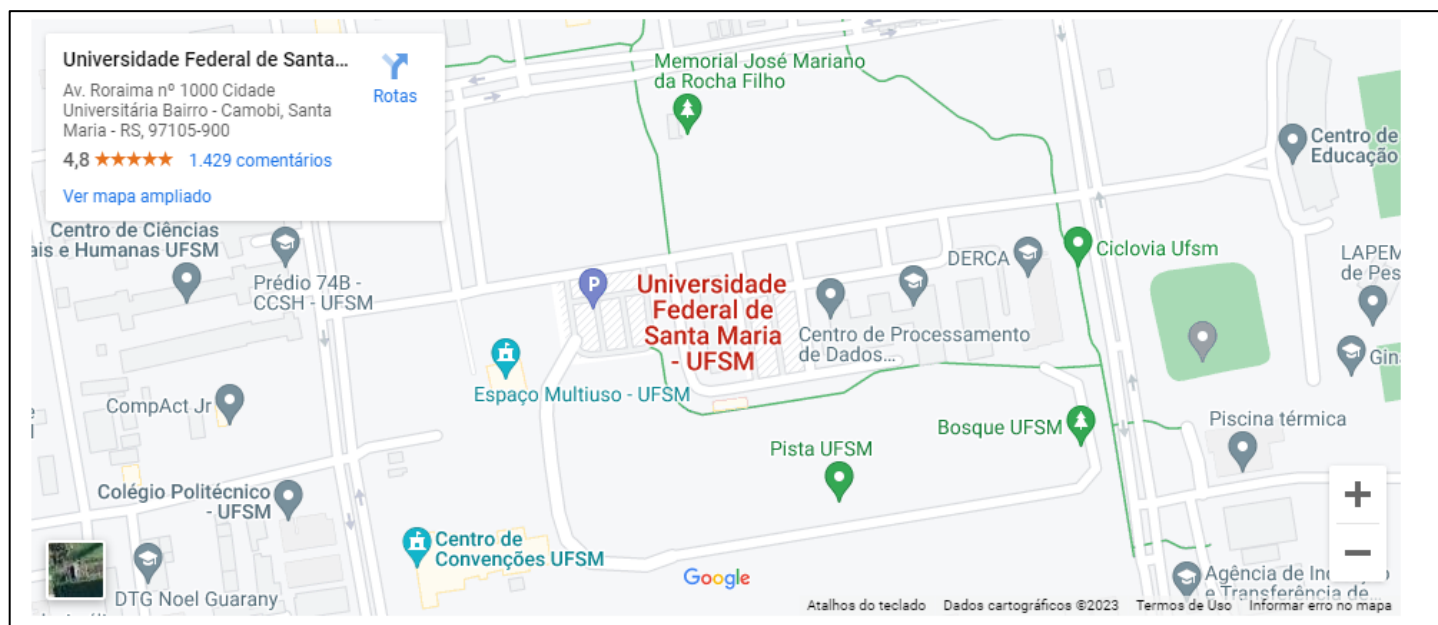 Universidade Federal de Santa...
Av. Roraima nº 1000 Cidade
Universitária Bairro - Camobi, Santa
Maria - RS, 97105-900
4,8
1.429 comentários
Ver mapa ampliado
Rotas
Memorial José Mariano
da Rocha Filho
Centro de
Educação
Centro de Ciências
ais e Humanas UFSM
Prédio 74B -
CCSH - UFSM
P
Universidade
Federal de
Santa Maria
- UFSM
DERCA
Ciclovia Ufsm
LAPEM
de Pes
Centro de Processamento
de Dados...
Gin
Espaço Multiuso - UFSM
CompAct Jr
Bosque UFSM
Piscina térmica
Pista UFSM
Colégio Politécnico
- UFSM
Centro de
Convenções UFSM
DTG Noel Guarany
Google
Agência de
e Transferência de...
Atalhos do teclado
Dados cartográficos ©2023
Termos de Uso
Informar erro no mapa